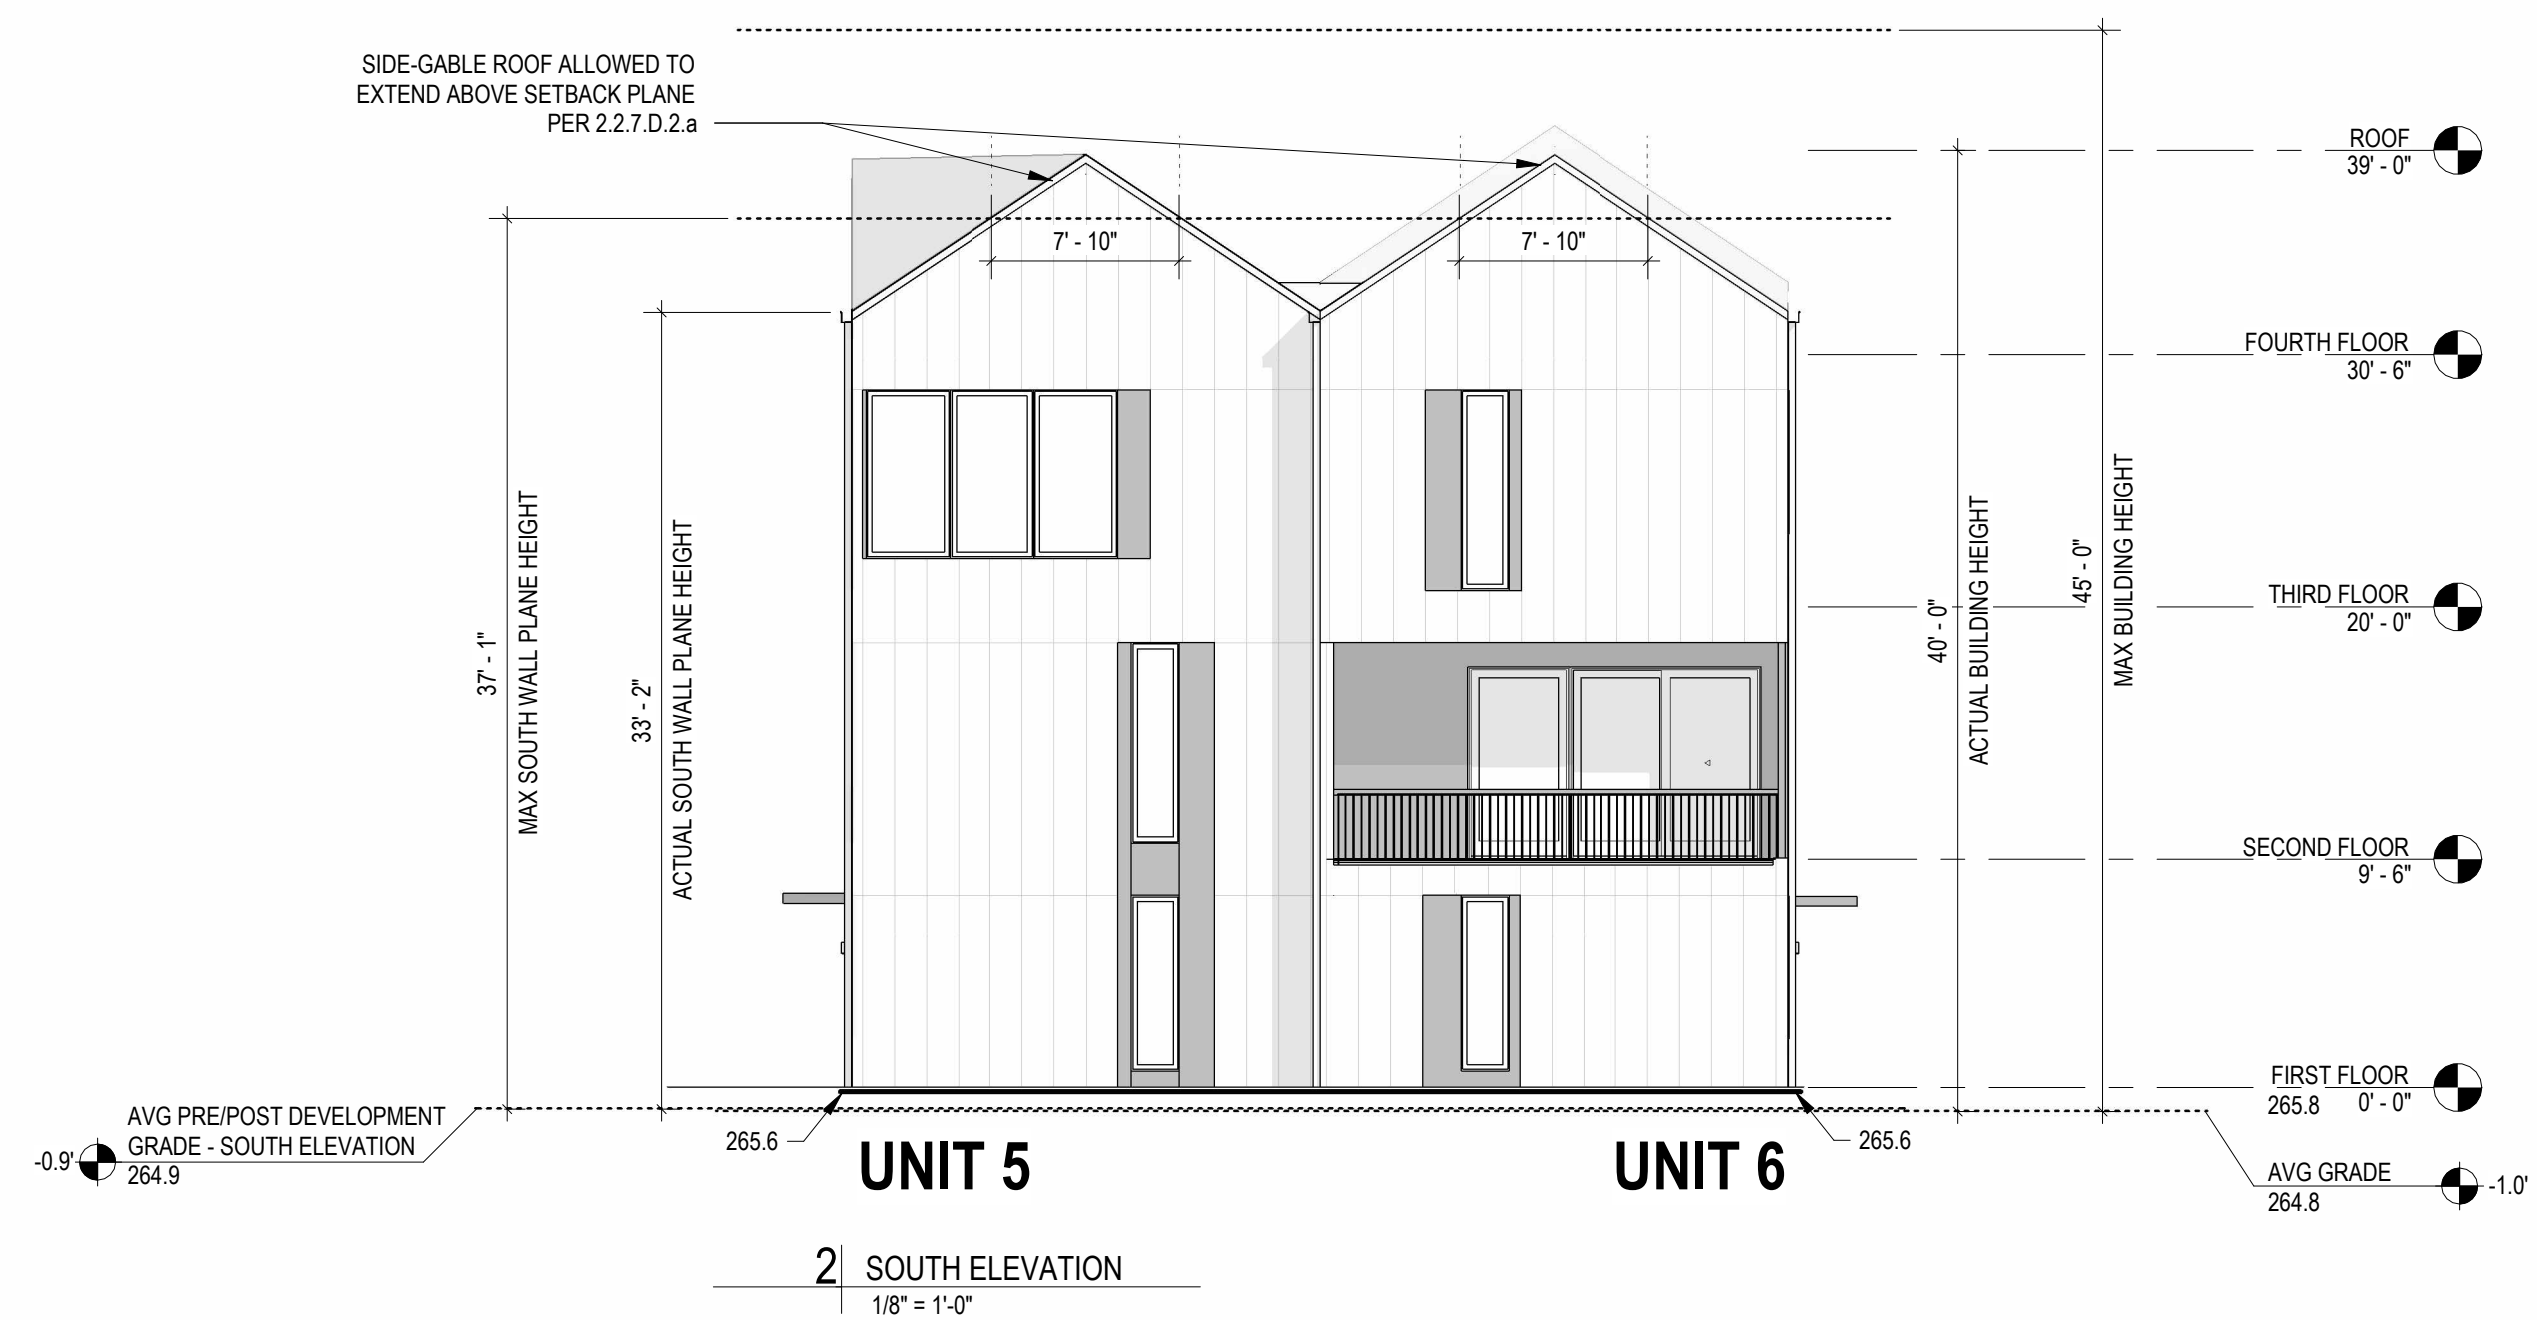 SIDE-GABLE ROOF ALLOWED TO
EXTEND ABOVE SETBACK PLANE
PER 2.2.7.D.2.a
7' - 10"
7' - 10"
37' - 1"
MAX SOUTH WALL PLANE HEIGHT
33' - 2"
ACTUAL SOUTH WALL PLANE HEIGHT
40' - 0"
ACTUAL BUILDING HEIGHT
45' - 0"
MAX BUILDING HEIGHT
ROOF
39' - 0"
FOURTH FLOOR
30' - 6"
THIRD FLOOR
20' - 0"
SECOND FLOOR
9' - 6"
FIRST FLOOR
265.8 0' - 0"
AVG PRE/POST DEVELOPMENT
GRADE - SOUTH ELEVATION
-0.9'
264.9
265.6
UNIT 5
UNIT 6
265.6
AVG GRADE
-1.0'
264.8
2 SOUTH ELEVATION
1/8" = 1'-0"